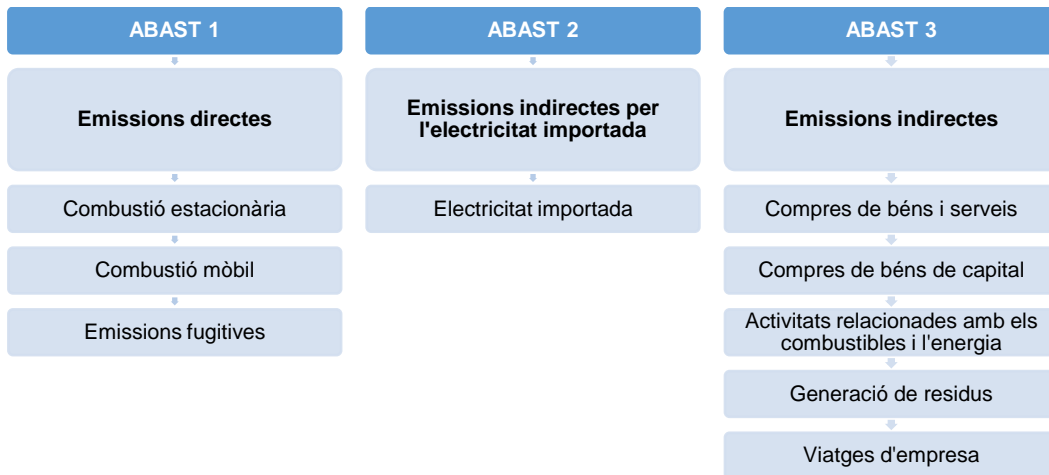 ABAST 1
Emissions directes
Combustió estacionària
Combustió mòbil
Emissions fugitives
ABAST 2
Emissions indirectes per
l'electricitat importada
Electricitat importada
ABAST 3
Emissions indirectes
Compres de béns i serveis
Compres de béns de capital
Activitats relacionades amb els
combustibles i l'energia
Generació de residus
Viatges d'empresa